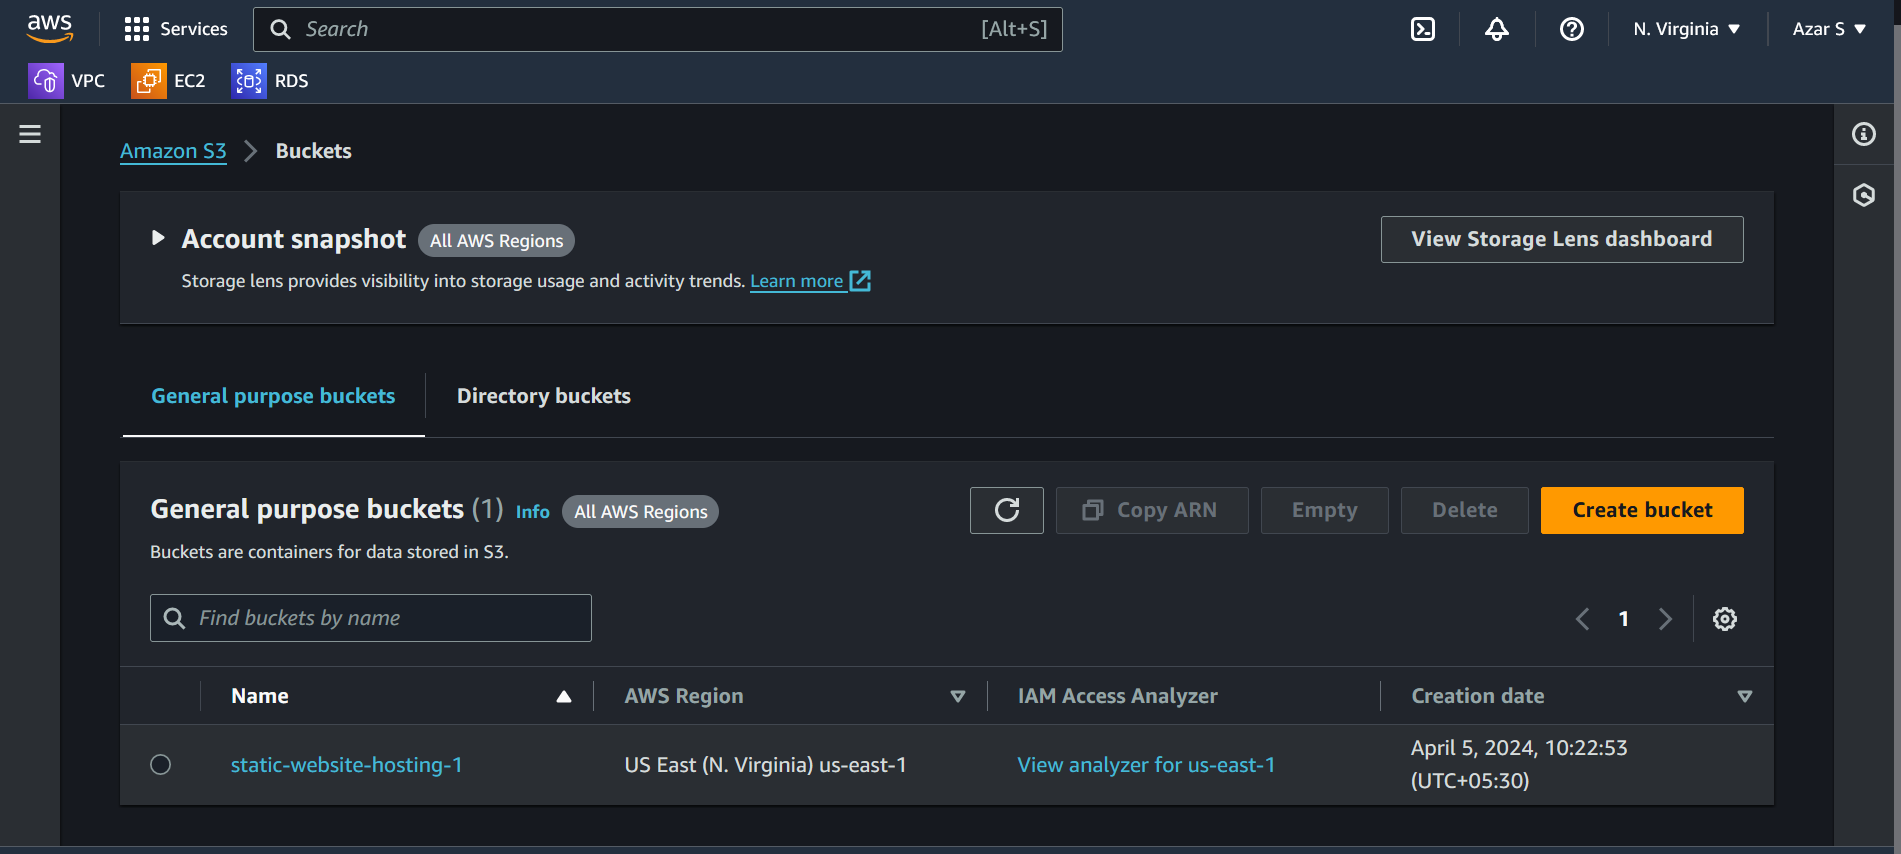 aws Services Search [Alt+S] N. Virginia Azar S
VPC EC2 RDS
Amazon S3 Buckets
Account snapshot All AWS Regions View Storage Lens dashboard
Storage lens provides visibility into storage usage and activity trends. Learn more
General purpose buckets Directory buckets
General purpose buckets (1) Info All AWS Regions Copy ARN Empty Delete Create bucket
Buckets are containers for data stored in S3.
Find buckets by name 1
Name AWS Region IAM Access Analyzer Creation date
static-website-hosting-1 US East (N. Virginia) us-east-1 View analyzer for us-east-1 April 5, 2024, 10:22:53
(UTC+05:30)